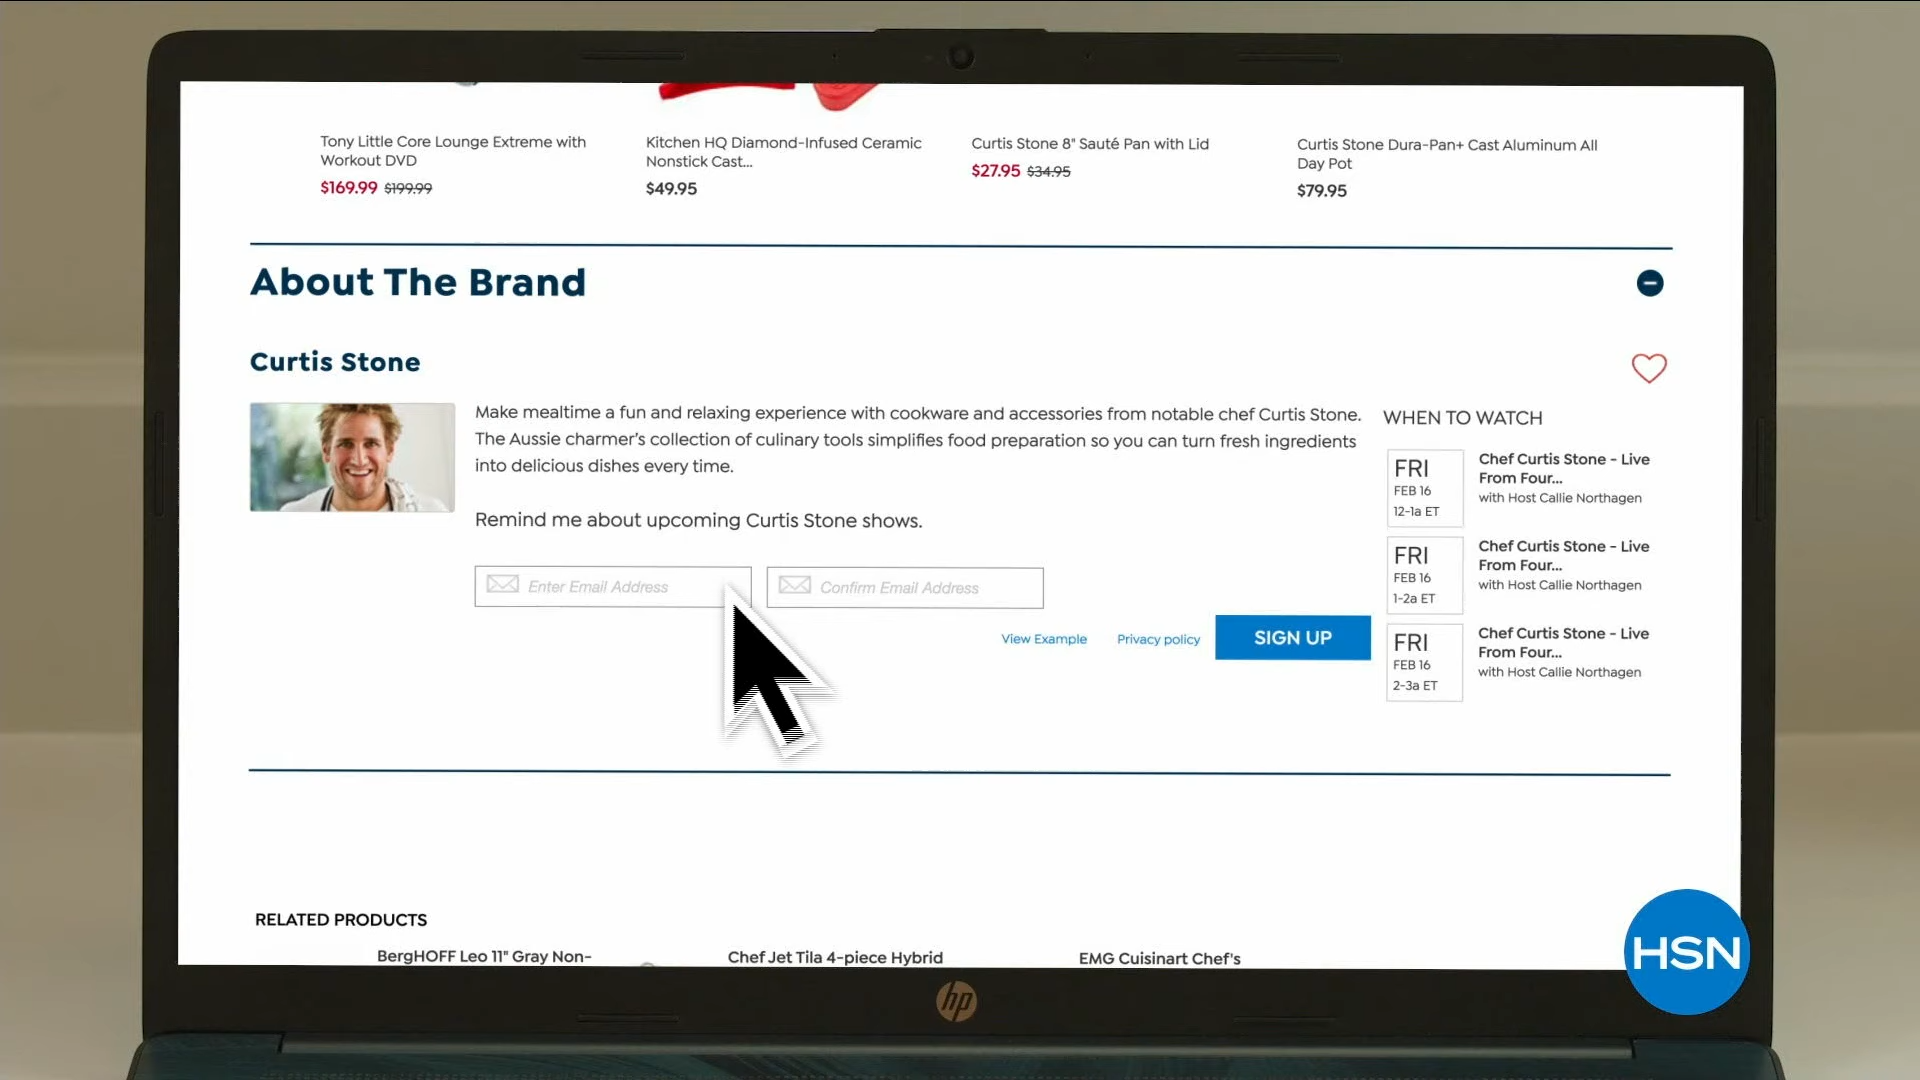 Tony Little Core Lounge Extreme with
Workout DVD
$169.99 $199.99
Kitchen HQ Diamond-Infused Ceramic
Nonstick Cast...
$49.95
Curtis Stone 8" Sauté Pan with Lid
$27.95 $34.95
Curtis Stone Dura-Pan+ Cast Aluminum All
Day Pot
$79.95
About The Brand
Curtis Stone
Make mealtime a fun and relaxing experience with cookware and accessories from notable chef Curtis Stone.
The Aussie charmer's collection of culinary tools simplifies food preparation so you can turn fresh ingredients
into delicious dishes every time.
Remind me about upcoming Curtis Stone shows.
Enter Email Address
Confirm Email Address
View Example
Privacy policy
SIGN UP
WHEN TO WATCH
FRI
FEB 16
12-1a ET
Chef Curtis Stone - Live
From Four...
with Host Callie Northagen
FRI
FEB 16
1-2a ET
Chef Curtis Stone - Live
From Four...
with Host Callie Northagen
FRI
FEB 16
2-3a ET
Chef Curtis Stone - Live
From Four...
with Host Callie Northagen
RELATED PRODUCTS
BergHOFF Leo 11" Gray Non-
Chef Jet Tila 4-piece Hybrid
EMG Cuisinart Chef's
HSN
hp